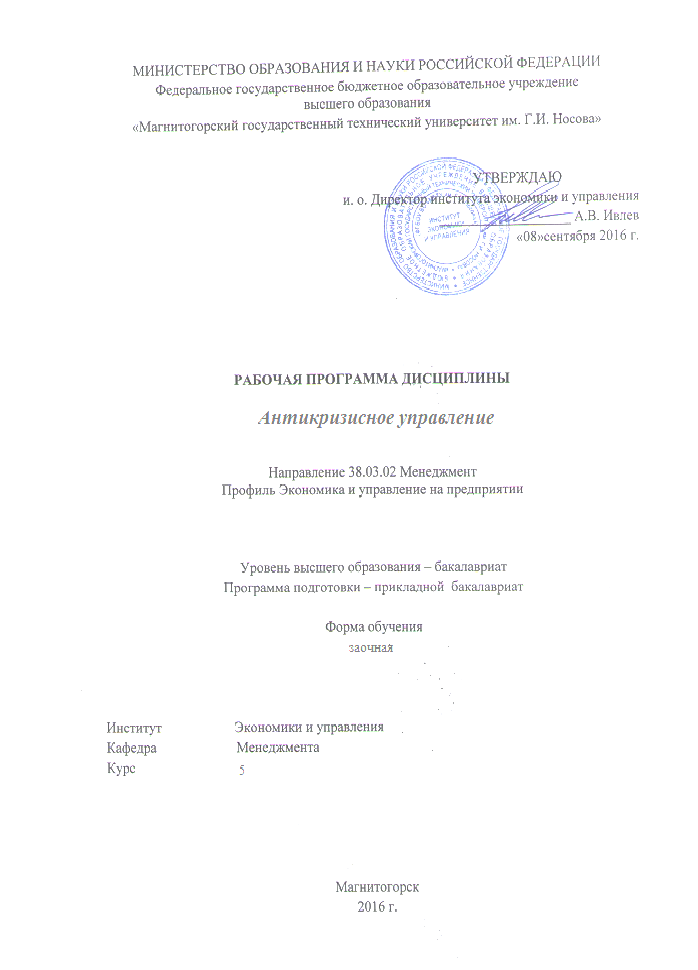 МИНИСТЕРСТВО ОБРАЗОВАНИЯ И НАУКИ РОССИЙСКОЙ ФЕДЕРАЦИИ
Федеральное государственное бюджетное образовательное учреждение
высшего образования
«Магнитогорский государственный технический университет им. Г.И. Носова»
УТВЕРЖДАЮ
и. о. Директор института экономики и управления
А.В. Ивлев
«08»сентября 2016 г.
ИНСТИТУТ
ЭКОНОМИКИ
И УПРАВЛЕНИЯ
РАБОЧАЯ ПРОГРАММА ДИСЦИПЛИНЫ
Антикризисное управление
Направление 38.03.02 Менеджмент
Профиль Экономика и управление на предприятии
Уровень высшего образования – бакалавриат
Программа подготовки – прикладной бакалавриат
Форма обучения
заочная
Институт Экономики и управления
Кафедра Менеджмента
Курс 5
Магнитогорск
2016 г.